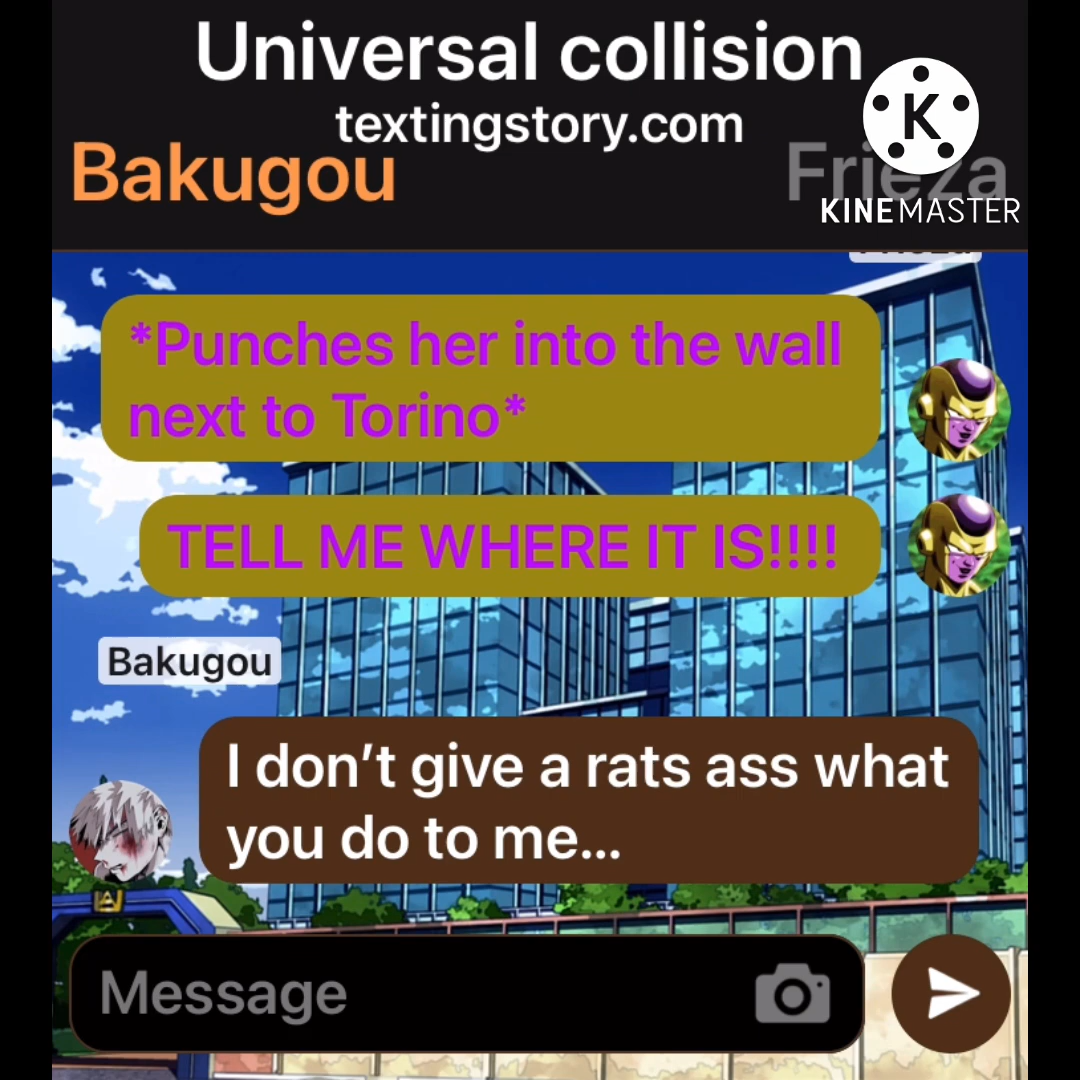 Universal collision
textingstory.com
Bakugou
Frieza
K
KINEMASTER
*Punches her into the wall
next to Torino*
TELL ME WHERE IT IS!!!!
Bakugou
I don’t give a rats ass what
you do to me...
Message